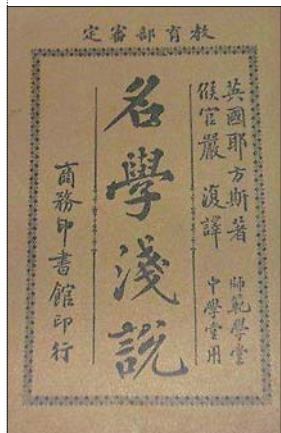 教育部審定
英國耶方斯著
侯官嚴復譯
師範學堂
中學堂用
名學淺説
商務印書館印行